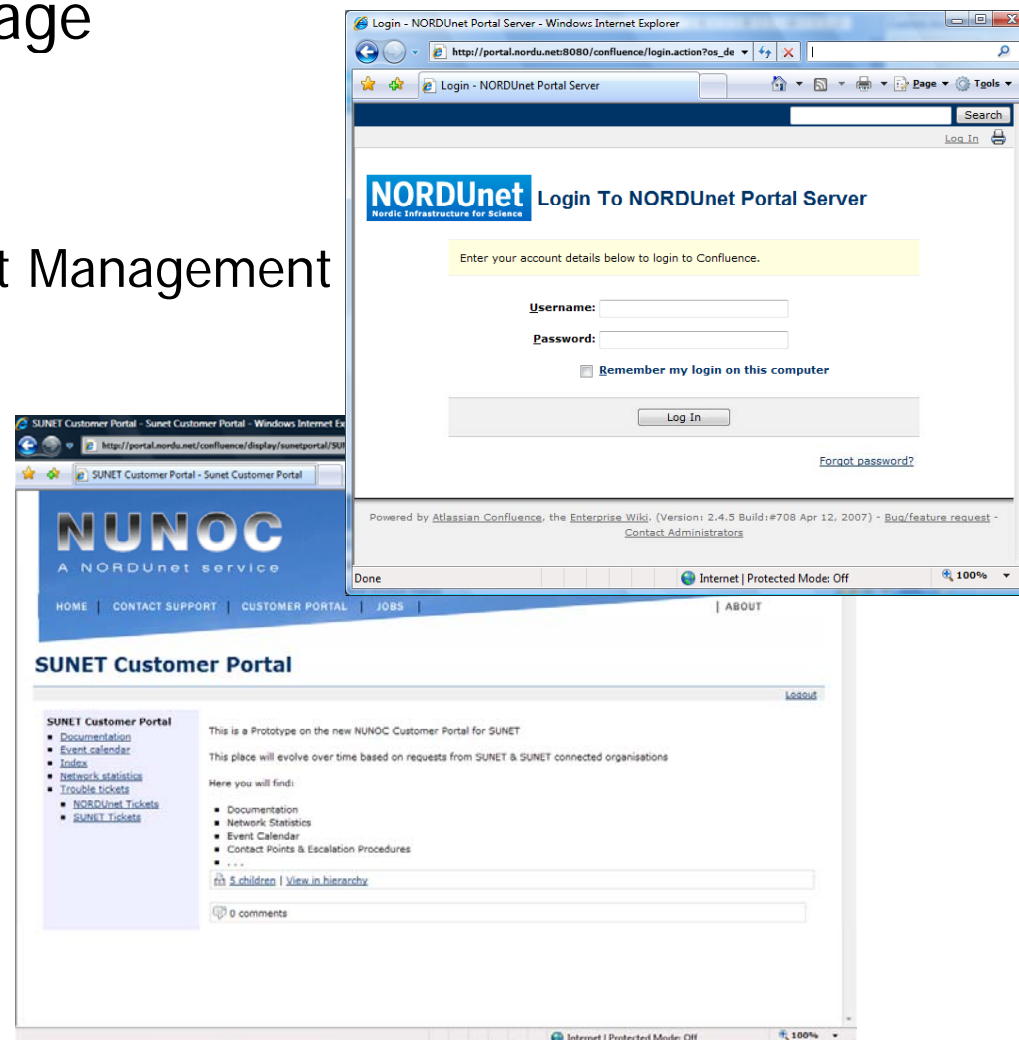 age
t Management
Login - NORDUnet Portal Server - Windows Internet Explorer
http://portal.nordu.net:8080/confluence/login.action?os_de
Login - NORDUnet Portal Server
Page
Tools
Search
Log In
NORDUnet
Nordic Infrastructure for Science
Login To NORDUnet Portal Server
Enter your account details below to login to Confluence.
Username:
Password:
Remember my login on this computer
Log In
Forgot password?
Powered by Atlassian Confluence, the Enterprise Wiki. (Version: 2.4.5 Build:#708 Apr 12, 2007) - Bug/feature request -
Contact Administrators
Done
Internet | Protected Mode: Off
100%
SUNET Customer Portal - Sunet Customer Portal - Windows Internet Ex
http://portal.nordu.net/confluence/display/sunetportal/SU
SUNET Customer Portal - Sunet Customer Portal
NUNOC
A NORDUnet service
HOME | CONTACT SUPPORT | CUSTOMER PORTAL | JOBS |
| ABOUT
SUNET Customer Portal
Logout
SUNET Customer Portal
Documentation
Event calendar
Index
Network statistics
Trouble tickets
NORDUnet Tickets
SUNET Tickets
This is a Prototype on the new NUNOC Customer Portal for SUNET
This place will evolve over time based on requests from SUNET & SUNET connected organisations
Here you will find:
Documentation
Network Statistics
Event Calendar
Contact Points & Escalation Procedures
. . .
5 children | View in hierarchy
0 comments
Internet | Protected Mode: Off
100%